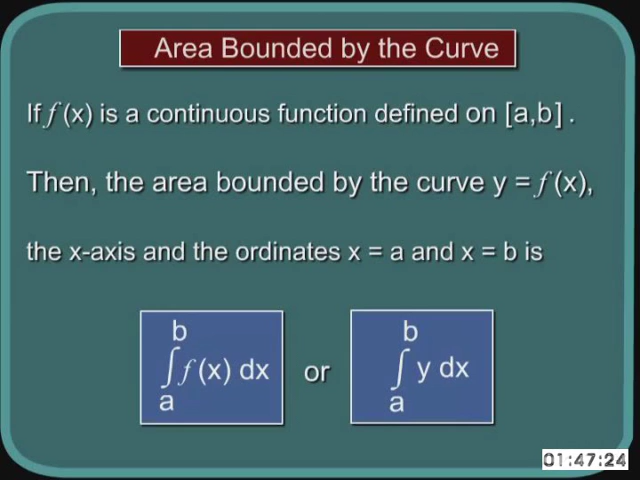 Area Bounded by the Curve
If f (x) is a continuous function defined on [a,b] .
Then, the area bounded by the curve y = f (x),
the x-axis and the ordinates x = a and x = b is
b
∫ f (x) dx
a
or
b
∫ y dx
a
01:47:24